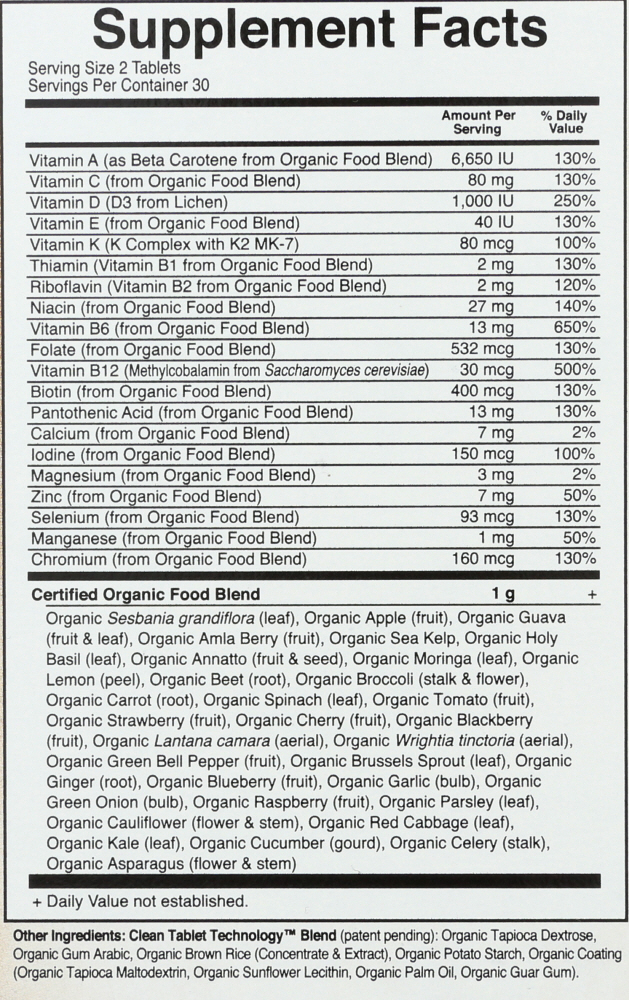 Supplement Facts
Serving Size 2 Tablets
Servings Per Container 30
Amount Per Serving % Daily Value
Vitamin A (as Beta Carotene from Organic Food Blend) 6,650 IU 130%
Vitamin C (from Organic Food Blend) 80 mg 130%
Vitamin D (D3 from Lichen) 1,000 IU 250%
Vitamin E (from Organic Food Blend) 40 IU 130%
Vitamin K (K Complex with K2 MK-7) 80 mcg 100%
Thiamin (Vitamin B1 from Organic Food Blend) 2 mg 130%
Riboflavin (Vitamin B2 from Organic Food Blend) 2 mg 120%
Niacin (from Organic Food Blend) 27 mg 140%
Vitamin B6 (from Organic Food Blend) 13 mg 650%
Folate (from Organic Food Blend) 532 mcg 130%
Vitamin B12 (Methylcobalamin from Saccharomyces cerevisiae) 30 mcg 500%
Biotin (from Organic Food Blend) 400 mcg 130%
Pantothenic Acid (from Organic Food Blend) 13 mg 130%
Calcium (from Organic Food Blend) 7 mg 2%
Iodine (from Organic Food Blend) 150 mcg 100%
Magnesium (from Organic Food Blend) 3 mg 2%
Zinc (from Organic Food Blend) 7 mg 50%
Selenium (from Organic Food Blend) 93 mcg 130%
Manganese (from Organic Food Blend) 1 mg 50%
Chromium (from Organic Food Blend) 160 mcg 130%
Certified Organic Food Blend 1 g +
Organic Sesbania grandiflora (leaf), Organic Apple (fruit), Organic Guava
(fruit & leaf), Organic Amla Berry (fruit), Organic Sea Kelp, Organic Holy
Basil (leaf), Organic Annatto (fruit & seed), Organic Moringa (leaf), Organic
Lemon (peel), Organic Beet (root), Organic Broccoli (stalk & flower),
Organic Carrot (root), Organic Spinach (leaf), Organic Tomato (fruit),
Organic Strawberry (fruit), Organic Cherry (fruit), Organic Blackberry
(fruit), Organic Lantana camara (aerial), Organic Wrightia tinctoria (aerial),
Organic Green Bell Pepper (fruit), Organic Brussels Sprout (leaf), Organic
Ginger (root), Organic Blueberry (fruit), Organic Garlic (bulb), Organic
Green Onion (bulb), Organic Raspberry (fruit), Organic Parsley (leaf),
Organic Cauliflower (flower & stem), Organic Red Cabbage (leaf),
Organic Kale (leaf), Organic Cucumber (gourd), Organic Celery (stalk),
Organic Asparagus (flower & stem)
+ Daily Value not established.
Other Ingredients: Clean Tablet Technology™ Blend (patent pending): Organic Tapioca Dextrose,
Organic Gum Arabic, Organic Brown Rice (Concentrate & Extract), Organic Potato Starch, Organic Coating
(Organic Tapioca Maltodextrin, Organic Sunflower Lecithin, Organic Palm Oil, Organic Guar Gum).